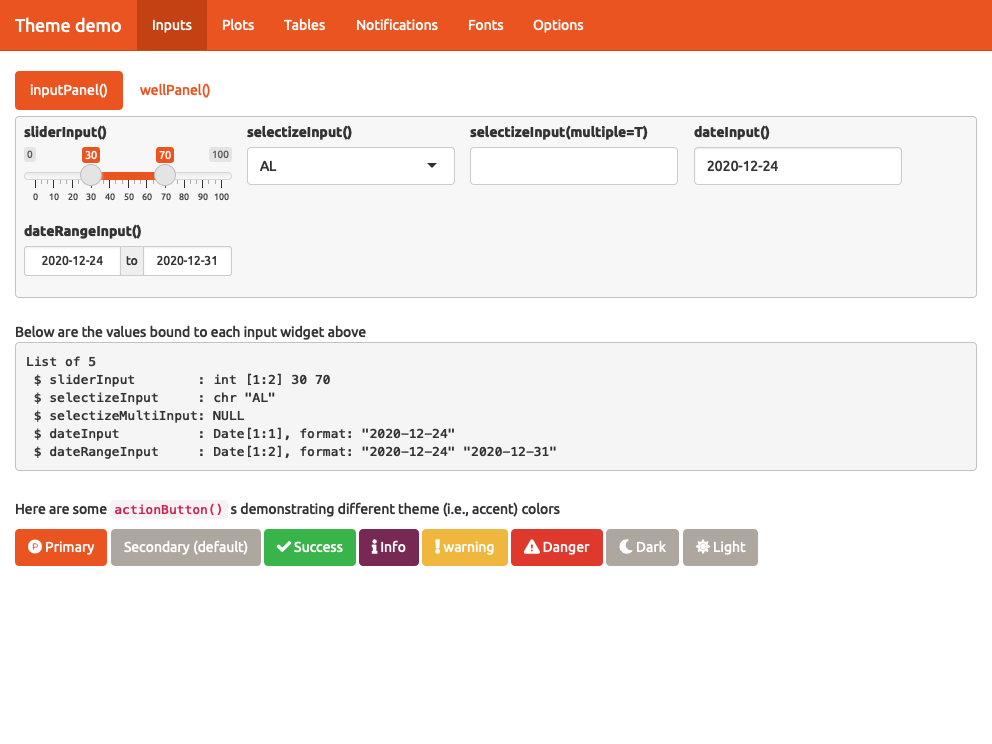 Theme demo Inputs Plots Tables Notifications Fonts Options
inputPanel() wellPanel()
sliderInput() selectizeInput() selectizeInput(multiple=T) dateInput()
0 30 70 100
AL 2020-12-24
0 10 20 30 40 50 60 70 80 90 100
dateRangeInput()
2020-12-24 to 2020-12-31
Below are the values bound to each input widget above
List of 5
$ sliderInput : int [1:2] 30 70
$ selectizeInput : chr "AL"
$ selectizeMultiInput: NULL
$ dateInput : Date[1:1], format: "2020-12-24"
$ dateRangeInput : Date[1:2], format: "2020-12-24" "2020-12-31"
Here are some actionButton() s demonstrating different theme (i.e., accent) colors
P Primary Secondary (default) Success Info warning Danger Dark Light